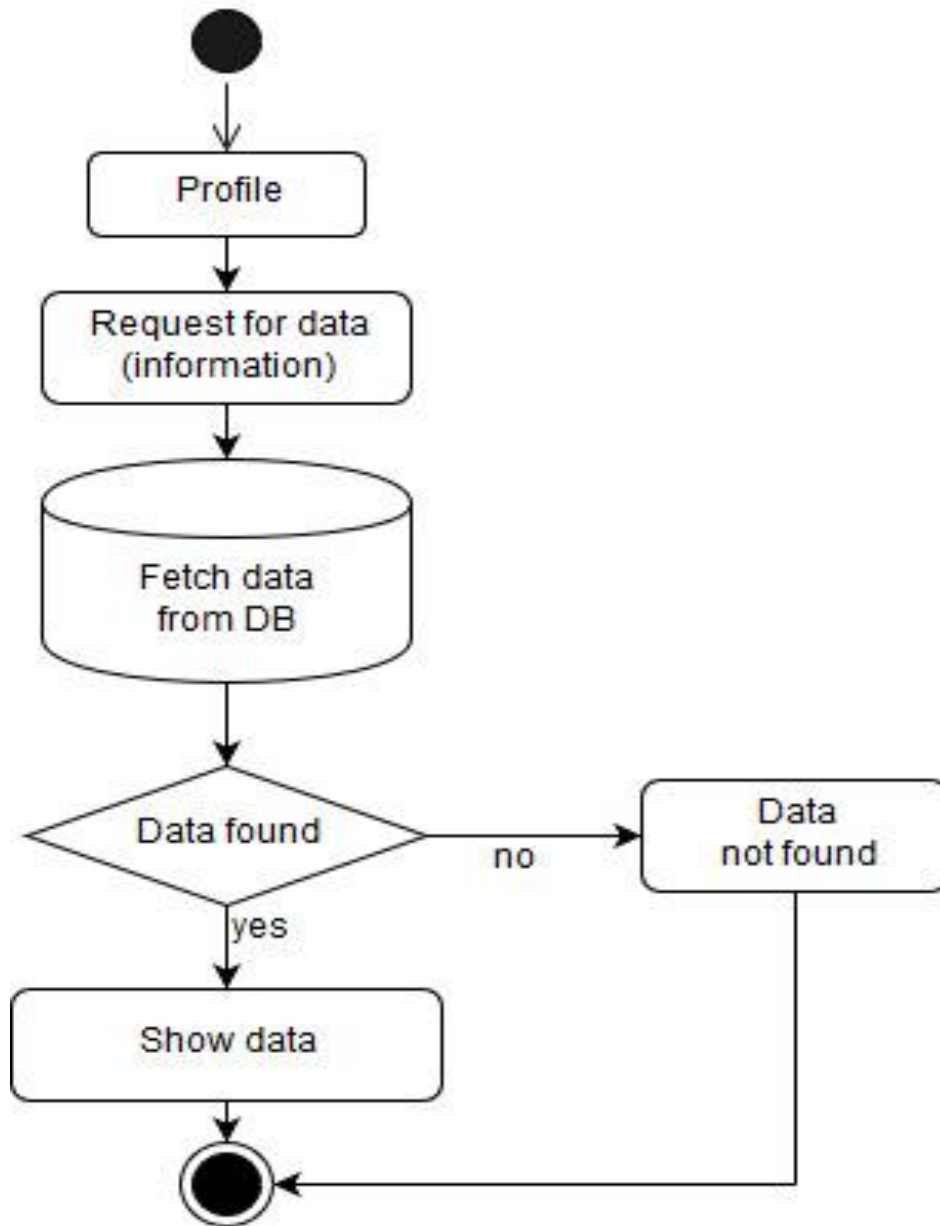 Profile
Request for data
(information)
Fetch data
from DB
Data found
no
Data
not found
yes
Show data